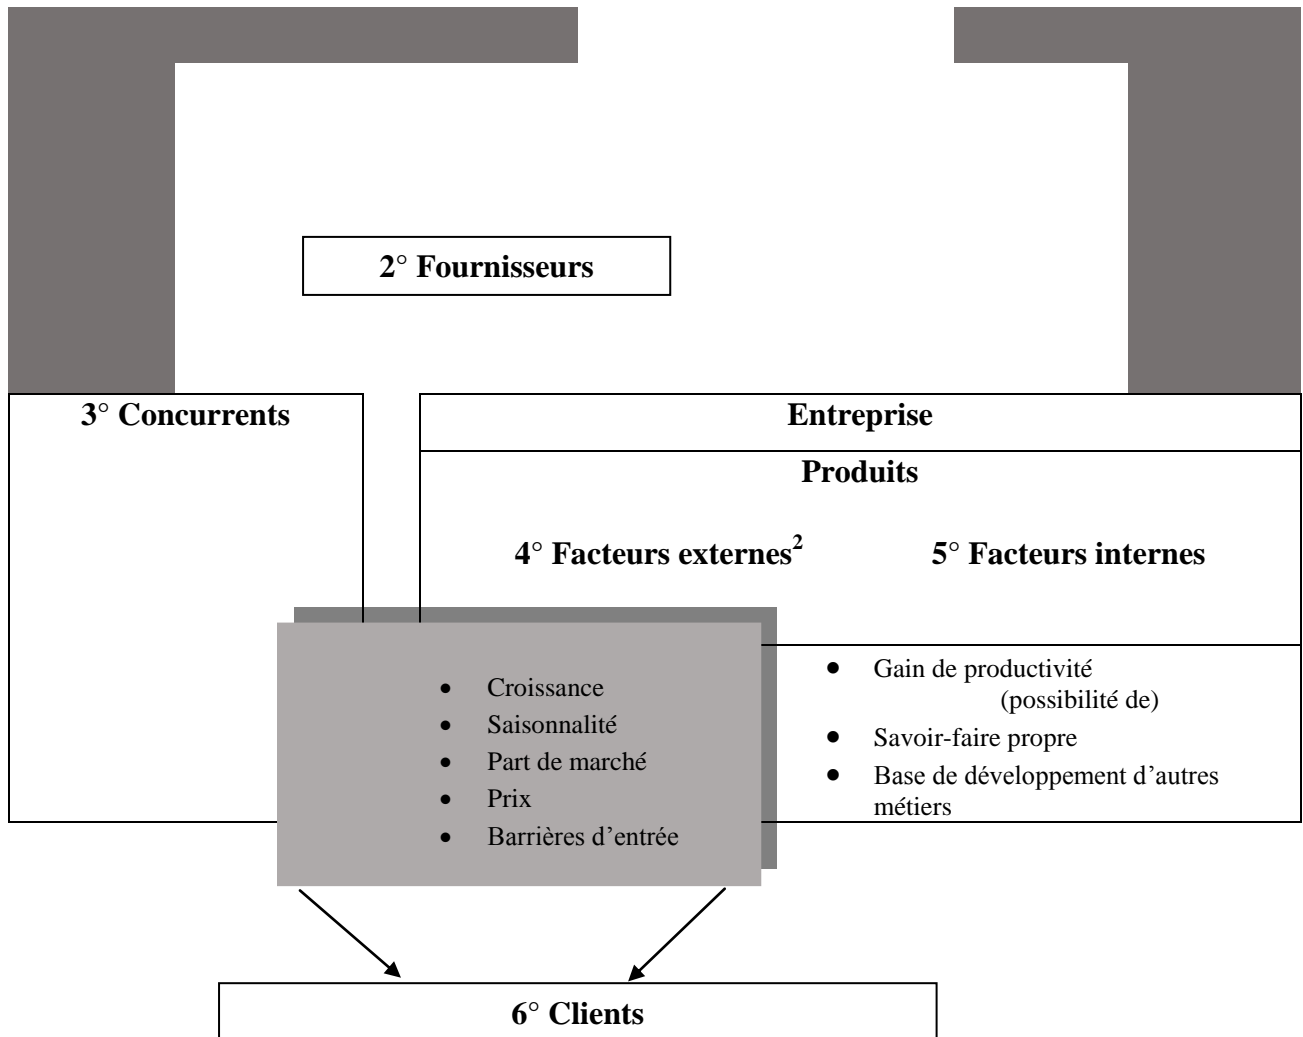 2° Fournisseurs
3° Concurrents
Entreprise
Produits
4° Facteurs externes2
5° Facteurs internes
• Croissance
• Saisonnalité
• Part de marché
• Prix
• Barrières d’entrée
• Gain de productivité
(possibilité de)
• Savoir-faire propre
• Base de développement d’autres
métiers
6° Clients